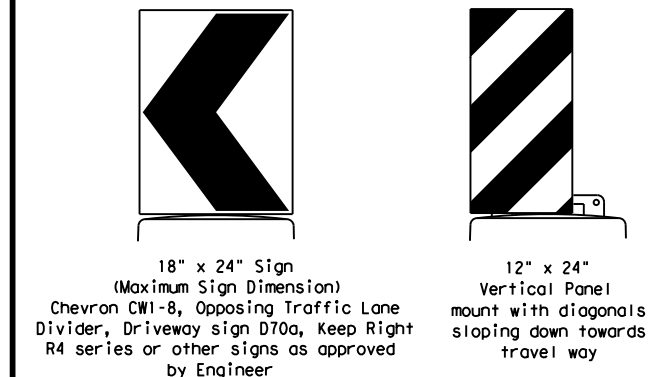 18" x 24" Sign
(Maximum Sign Dimension)
Chevron CW1-8, Opposing Traffic Lane
Divider, Driveway sign D70a, Keep Right
R4 series or other signs as approved
by Engineer
12" x 24"
Vertical Panel
mount with diagonals
sloping down towards
travel way